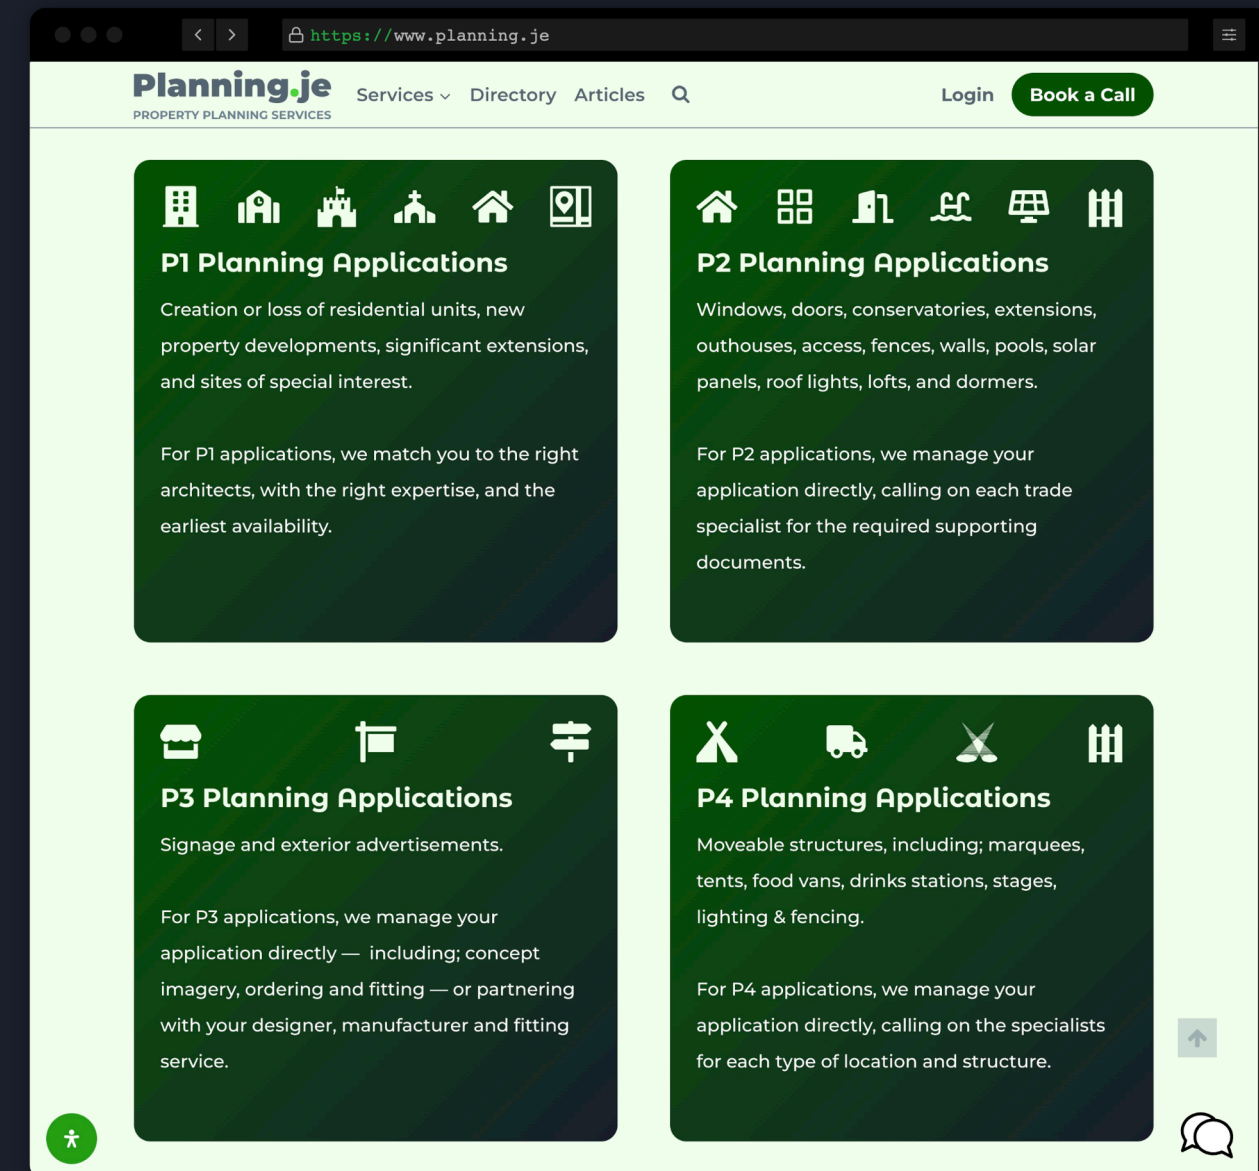 https://www.planning.je
Planning.je
PROPERTY PLANNING SERVICES
Services
Directory
Articles
Login
Book a Call
P1 Planning Applications
Creation or loss of residential units, new
property developments, significant extensions,
and sites of special interest.
For P1 applications, we match you to the right
architects, with the right expertise, and the
earliest availability.
P2 Planning Applications
Windows, doors, conservatories, extensions,
outhouses, access, fences, walls, pools, solar
panels, roof lights, lofts, and dormers.
For P2 applications, we manage your
application directly, calling on each trade
specialist for the required supporting
documents.
P3 Planning Applications
Signage and exterior advertisements.
For P3 applications, we manage your
application directly —  including; concept
imagery, ordering and fitting — or partnering
with your designer, manufacturer and fitting
service.
P4 Planning Applications
Moveable structures, including; marquees,
tents, food vans, drinks stations, stages,
lighting & fencing.
For P4 applications, we manage your
application directly, calling on the specialists
for each type of location and structure.